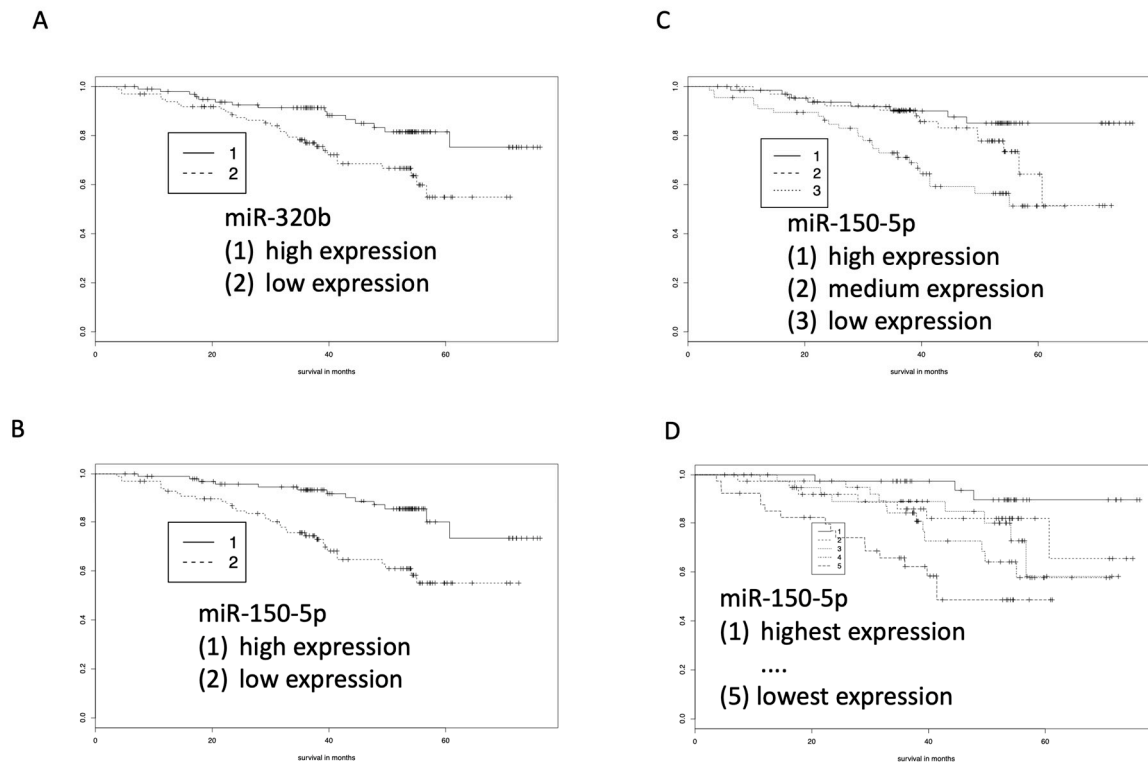 A
1.0
0.8
0.6
0.4
0.2
0.0
1
2
miR-320b
(1) high expression
(2) low expression
0 20 40 60
survival in months
B
1.0
0.8
0.6
0.4
0.2
0.0
1
2
miR-150-5p
(1) high expression
(2) low expression
0 20 40 60
survival in months
C
1.0
0.8
0.6
0.4
0.2
0.0
1
2
3
miR-150-5p
(1) high expression
(2) medium expression
(3) low expression
0 20 40 60
survival in months
D
1.0
0.8
0.6
0.4
0.2
0.0
1
2
3
4
5
miR-150-5p
(1) highest expression
....
(5) lowest expression
0 20 40 60
survival in months